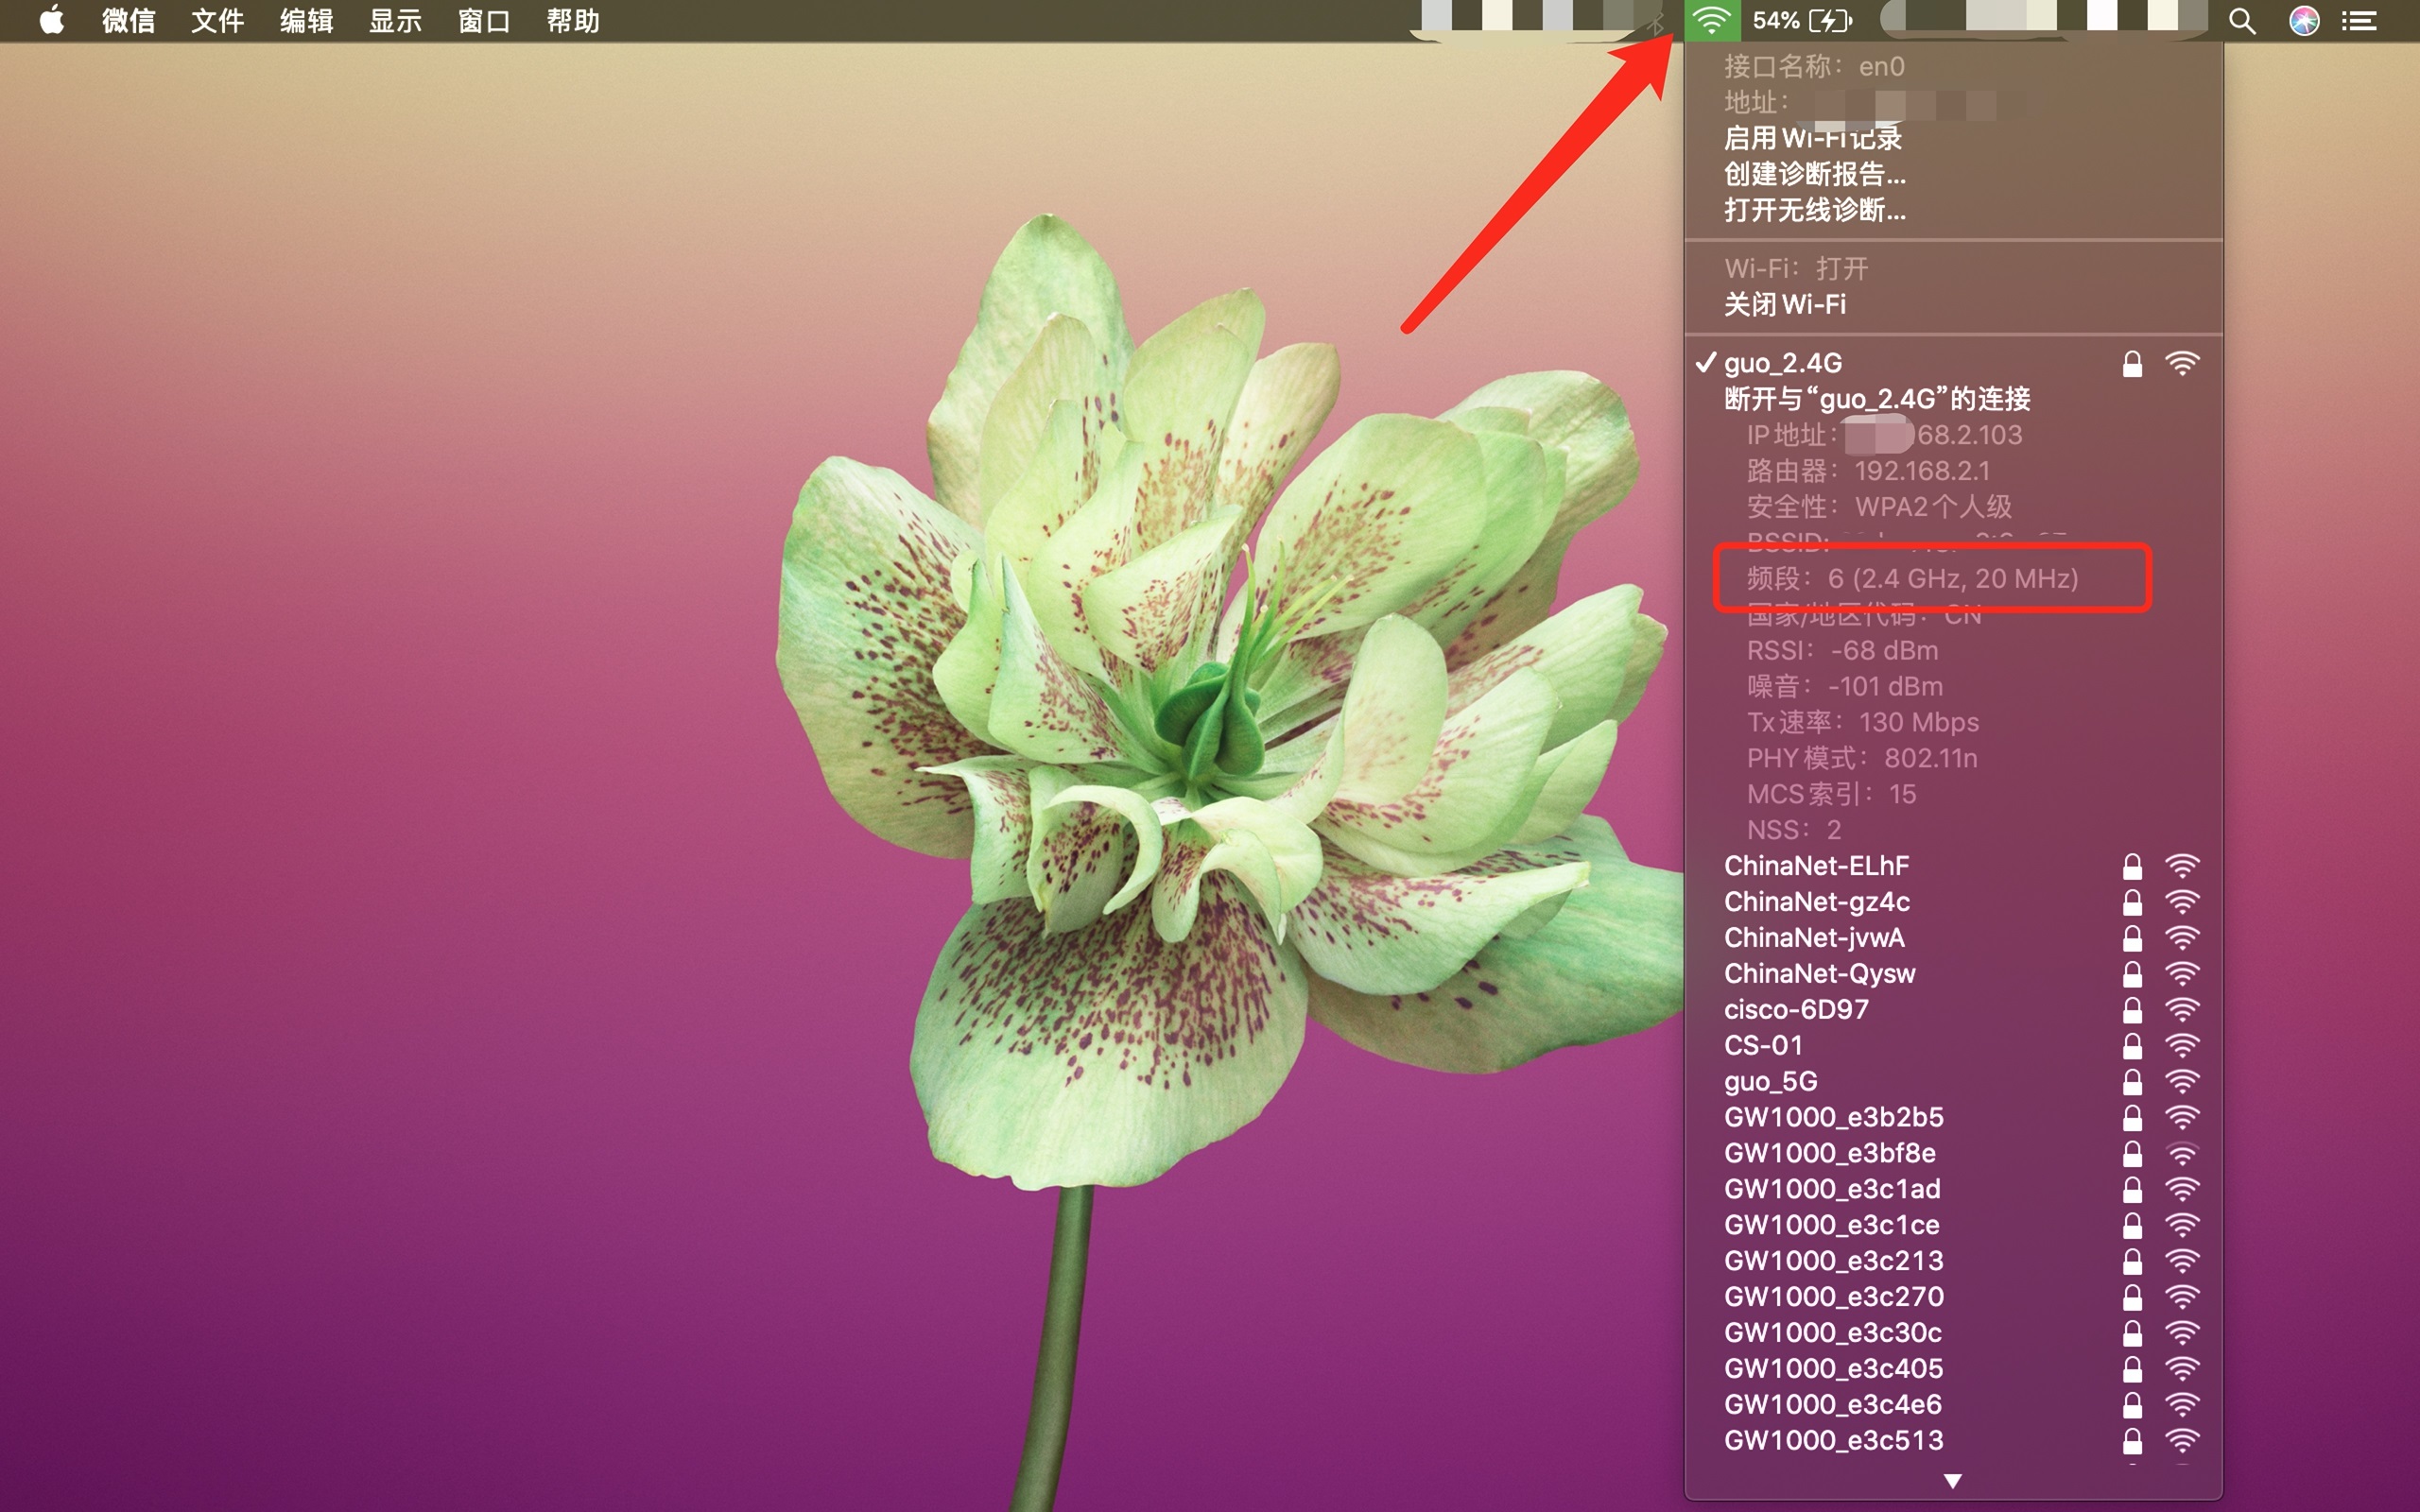 微信 文件 编辑 显示 窗口 帮助
54%
接口名称: en0
地址:
启用 Wi-Fi 记录
创建诊断报告...
打开无线诊断...
Wi-Fi: 打开
关闭 Wi-Fi
guo_2.4G
断开与“guo_2.4G”的连接
IP 地址: 68.2.103
路由器: 192.168.2.1
安全性: WPA2 个人级
BSSID:
频段: 6 (2.4 GHz, 20 MHz)
国家/地区代码: CN
RSSI: -68 dBm
噪音: -101 dBm
Tx 速率: 130 Mbps
PHY 模式: 802.11n
MCS 索引: 15
NSS: 2
ChinaNet-ELhF
ChinaNet-gz4c
ChinaNet-jvwA
ChinaNet-Qysw
cisco-6D97
CS-01
guo_5G
GW1000_e3b2b5
GW1000_e3bf8e
GW1000_e3c1ad
GW1000_e3c1ce
GW1000_e3c213
GW1000_e3c270
GW1000_e3c30c
GW1000_e3c405
GW1000_e3c4e6
GW1000_e3c513